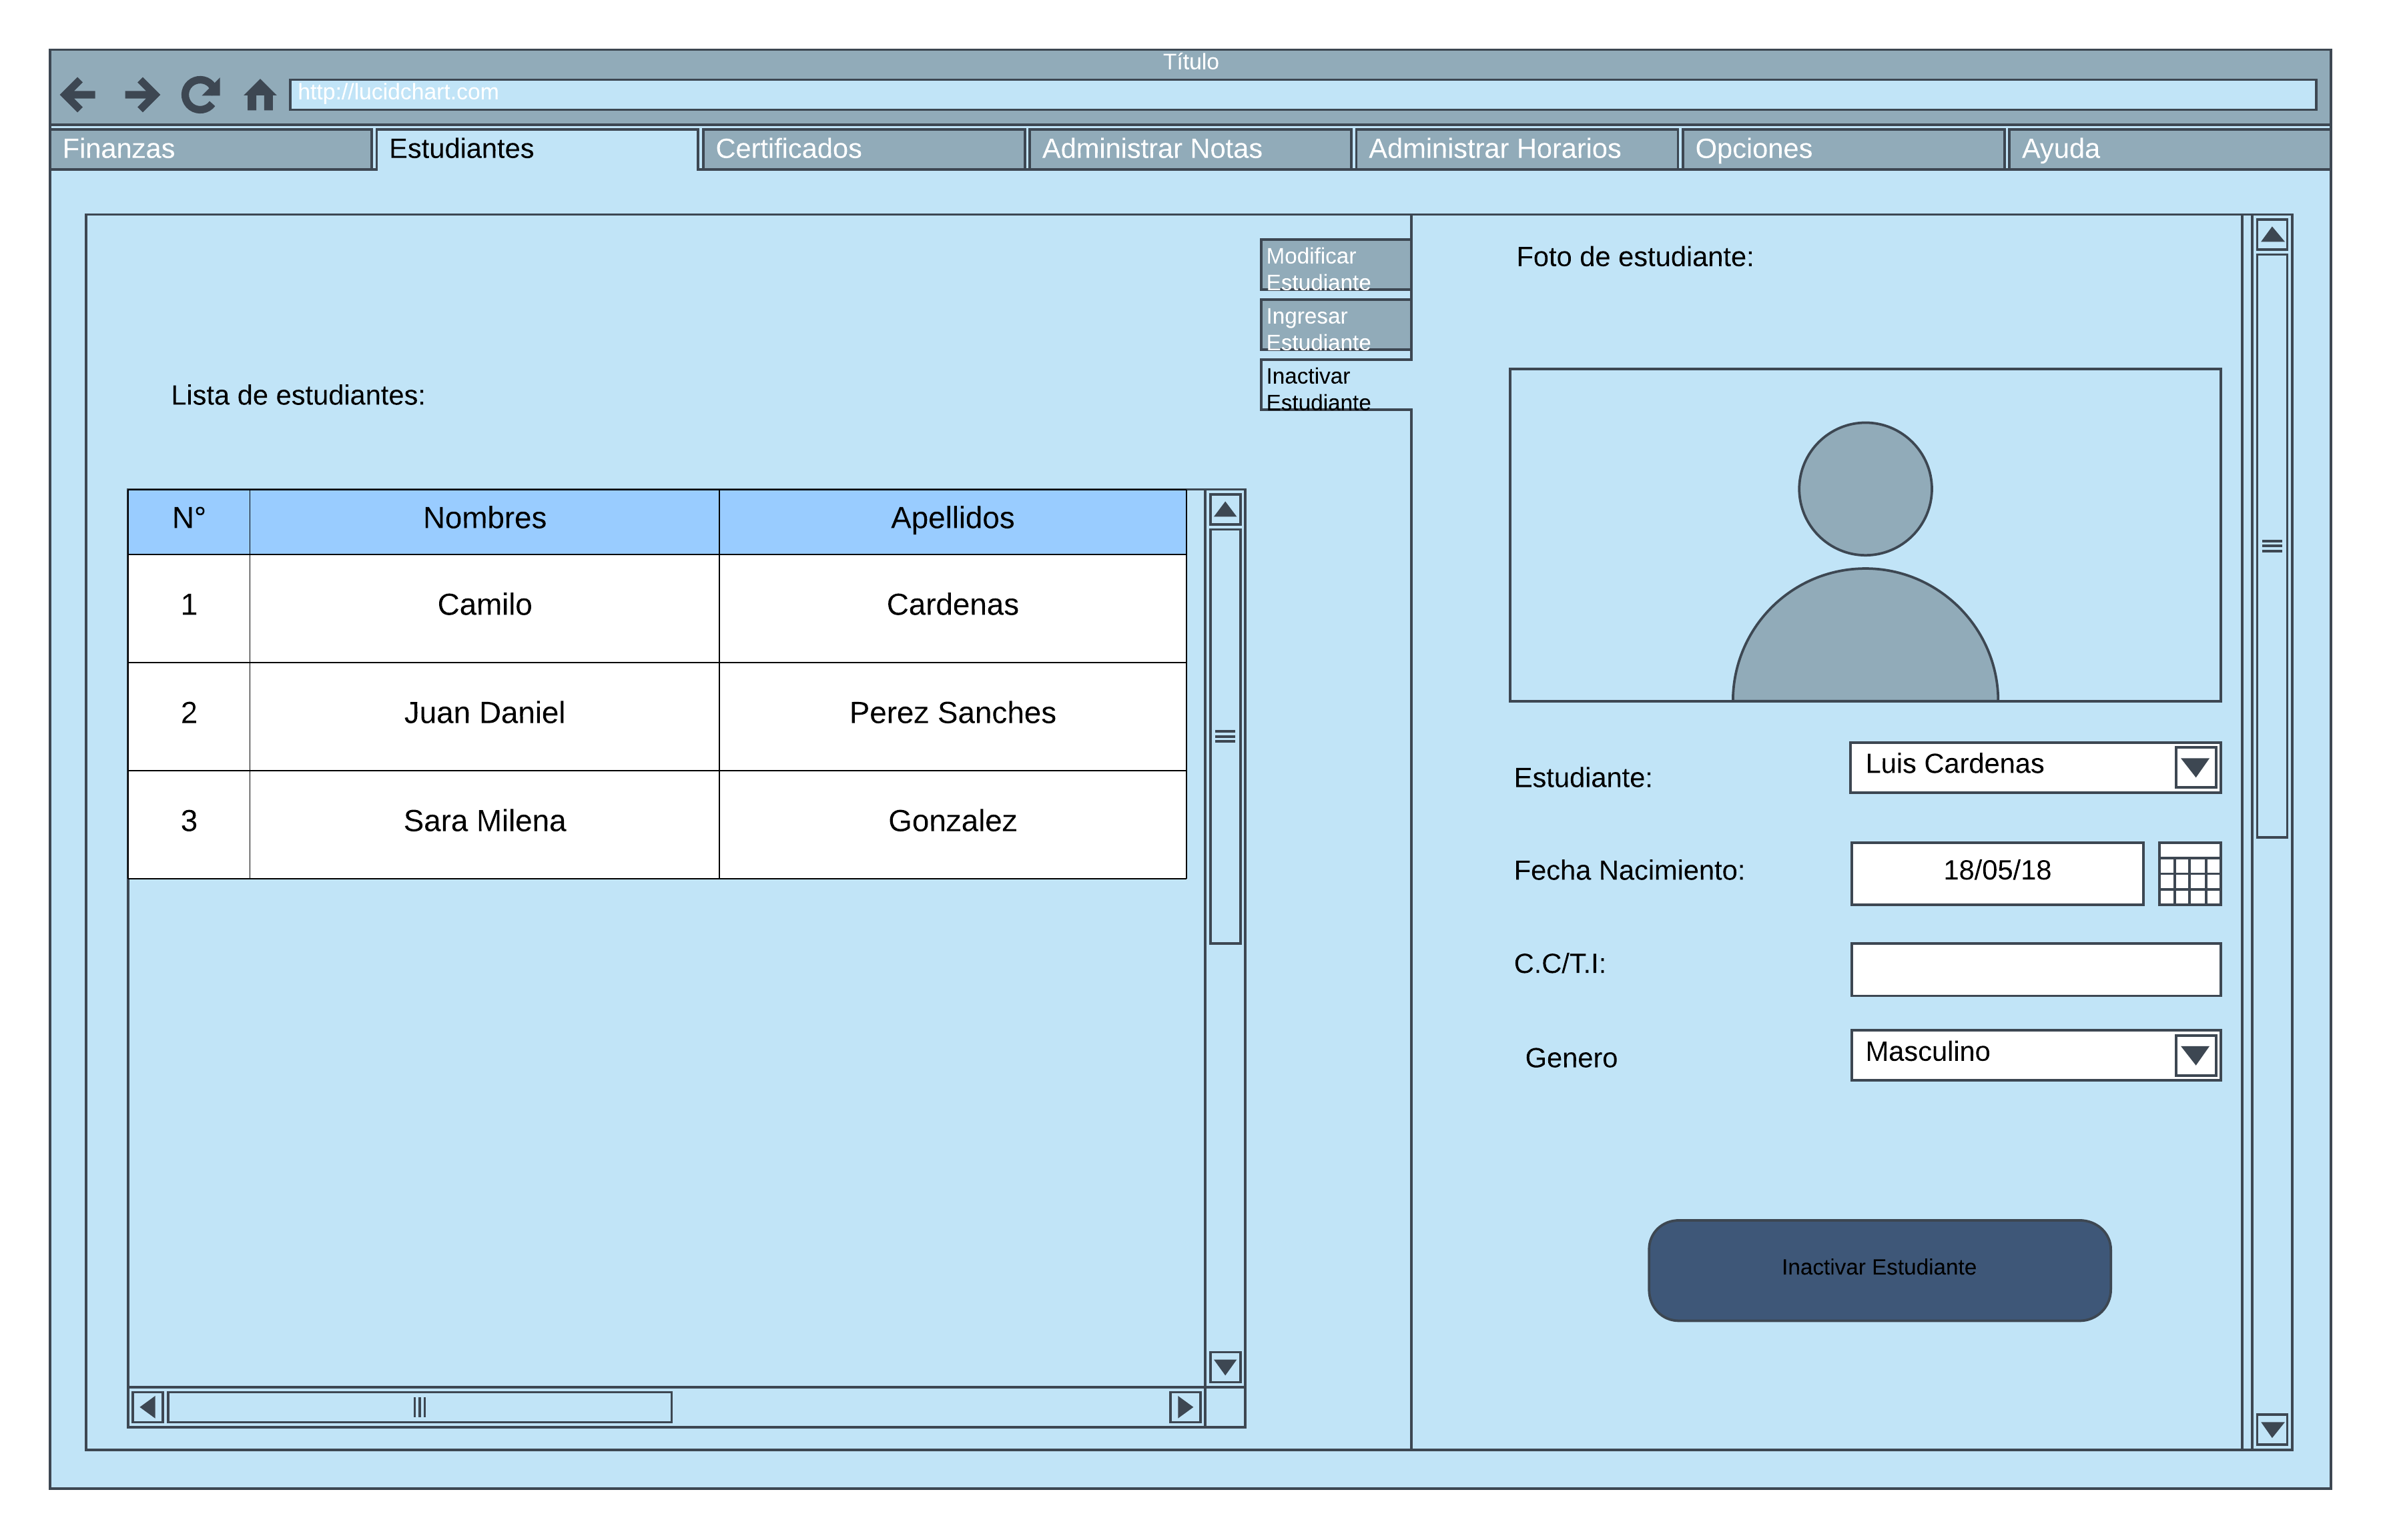 Título
http://lucidchart.com
Finanzas
Estudiantes
Certificados
Administrar Notas
Administrar Horarios
Opciones
Ayuda
Modificar
Estudiante
Ingresar
Estudiante
Inactivar
Estudiante
Lista de estudiantes:
N° Nombres Apellidos
1 Camilo Cardenas
2 Juan Daniel Perez Sanches
3 Sara Milena Gonzalez
Foto de estudiante:
Estudiante: Luis Cardenas
Fecha Nacimiento: 18/05/18
C.C/T.I:
Genero Masculino
Inactivar Estudiante